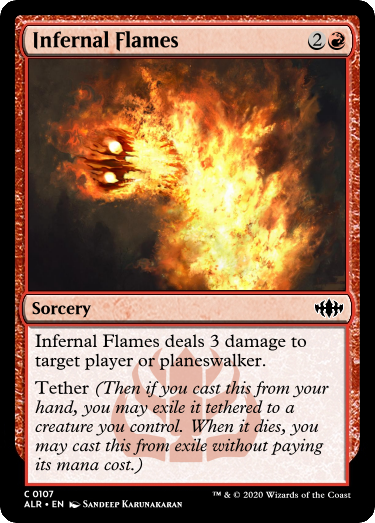 Infernal Flames 2
Sorcery
Infernal Flames deals 3 damage to
target player or planeswalker.
Tether (Then if you cast this from your
hand, you may exile it tethered to a
creature you control. When it dies, you
may cast this from exile without paying
its mana cost.)
C 0107
ALR • EN Sandeep Karunakaran
™ & © 2020 Wizards of the Coast